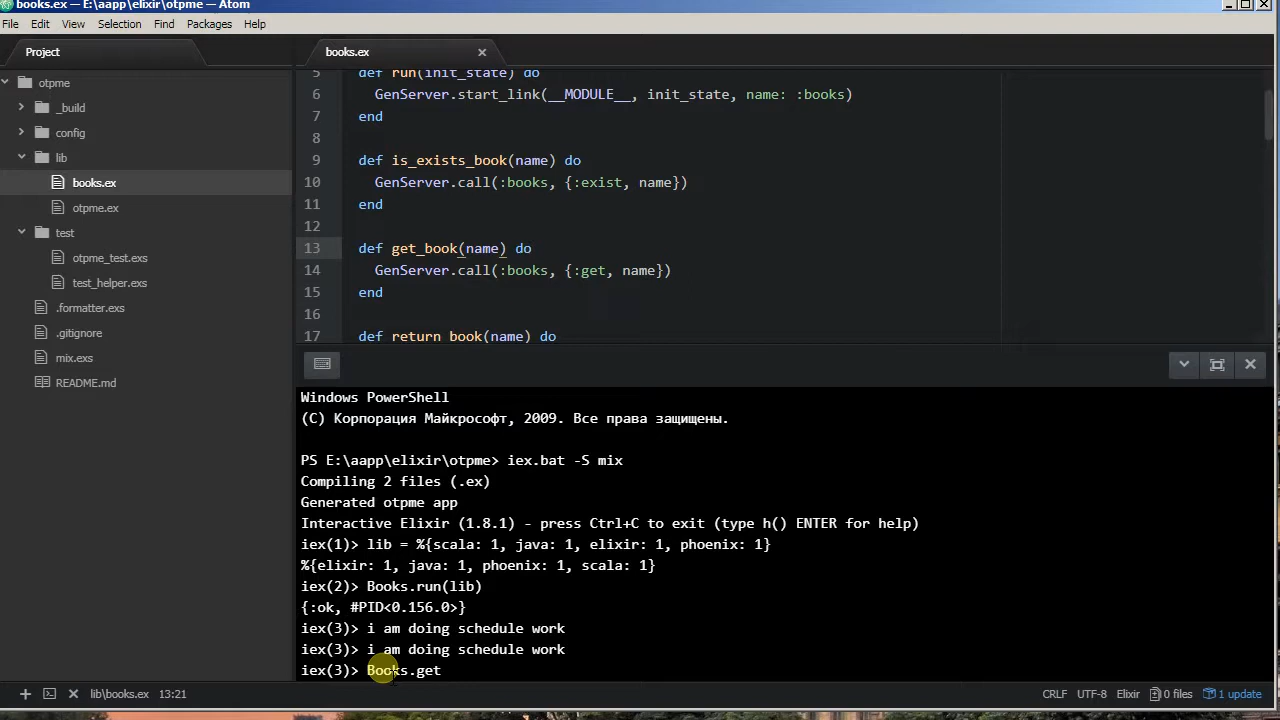 books.ex — E:\aapp\elixir\otpme — Atom
File Edit View Selection Find Packages Help
Project
books.ex
otpme
_build
config
lib
books.ex
otpme.ex
test
otpme_test.exs
test_helper.exs
.formatter.exs
.gitignore
mix.exs
README.md
5 def run(init_state) do
6 GenServer.start_link(__MODULE__, init_state, name: :books)
7 end
8
9 def is_exists_book(name) do
10 GenServer.call(:books, {:exist, name})
11 end
12
13 def get_book(name) do
14 GenServer.call(:books, {:get, name})
15 end
16
17 def return_book(name) do
Windows PowerShell
(C) Корпорация Майкрософт, 2009. Все права защищены.
PS E:\aapp\elixir\otpme> iex.bat -S mix
Compiling 2 files (.ex)
Generated otpme app
Interactive Elixir (1.8.1) - press Ctrl+C to exit (type h() ENTER for help)
iex(1)> lib = %{scala: 1, java: 1, elixir: 1, phoenix: 1}
%{elixir: 1, java: 1, phoenix: 1, scala: 1}
iex(2)> Books.run(lib)
{:ok, #PID<0.156.0>}
iex(3)> i am doing schedule work
iex(3)> i am doing schedule work
iex(3)> Books.get
lib\books.ex 13:21 CRLF UTF-8 Elixir 0 files 1 update